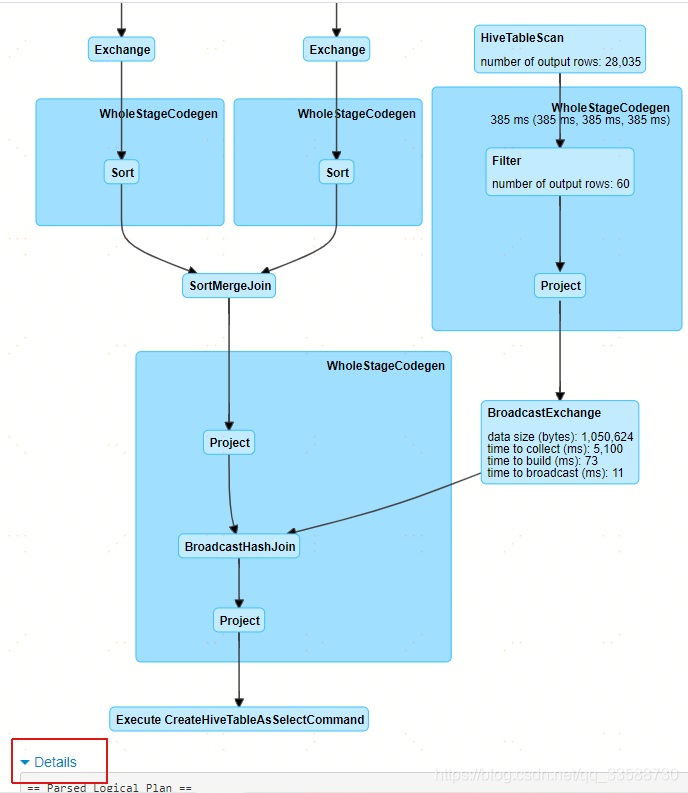 Exchange
Exchange
HiveTableScan
number of output rows: 28,035
WholeStageCodegen
WholeStageCodegen
WholeStageCodegen
385 ms (385 ms, 385 ms, 385 ms)
Sort
Sort
Filter
number of output rows: 60
SortMergeJoin
Project
WholeStageCodegen
BroadcastExchange
data size (bytes): 1,050,624
time to collect (ms): 5,100
time to build (ms): 73
time to broadcast (ms): 11
Project
BroadcastHashJoin
Project
Execute CreateHiveTableAsSelectCommand
Details
== Parsed Logical Plan ==
https://blog.csdn.net/qq_33588730